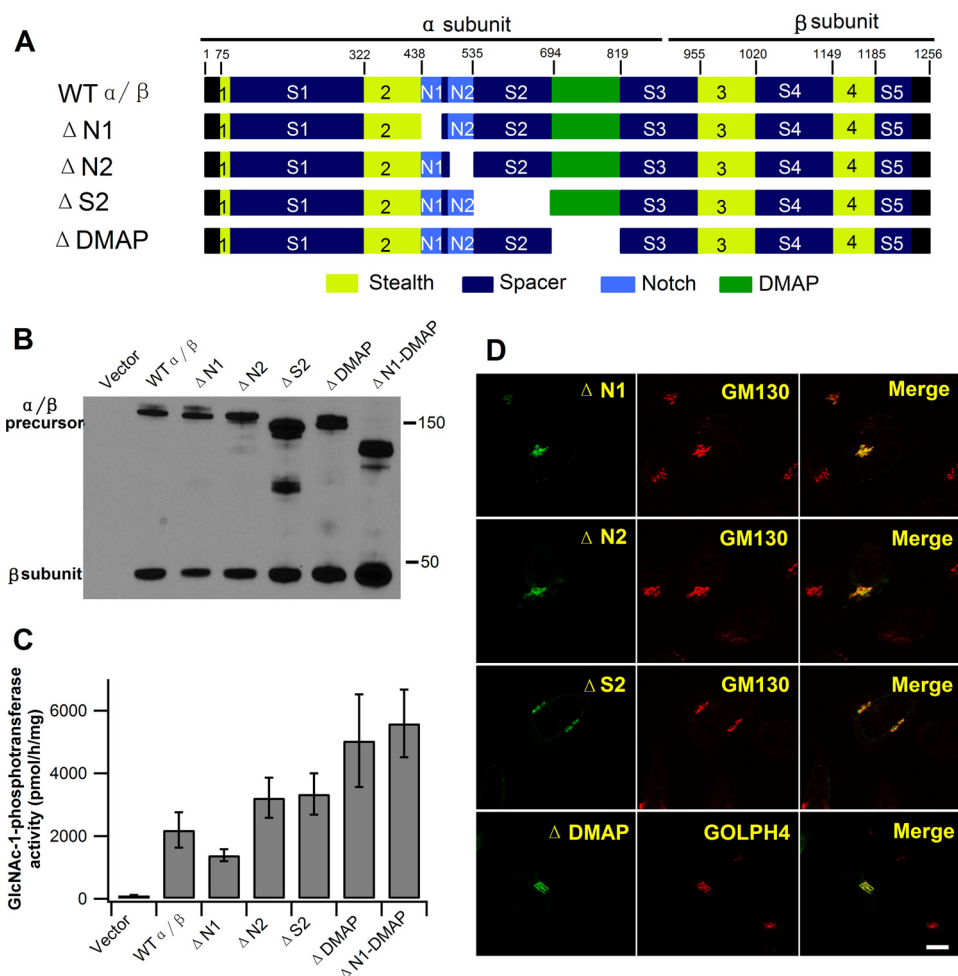 A
α subunit
β subunit
1 75 322 438 535 694 819 955 1020 1149 1185 1256
WT α/β 1 S1 2 N1 N2 S2 S3 3 S4 4 S5
Δ N1 1 S1 2 N2 S2 S3 3 S4 4 S5
Δ N2 1 S1 2 N1 S2 S3 3 S4 4 S5
Δ S2 1 S1 2 N1 N2 S3 3 S4 4 S5
Δ DMAP 1 S1 2 N1 N2 S2 S3 3 S4 4 S5
Stealth Spacer Notch DMAP
B
Vector WT α/β Δ N1 Δ N2 Δ S2 Δ DMAP Δ N1-DMAP
α/β
precursor
150
50
β subunit
C
GlcNAc-1-phosphotransferase
activity (pmol/h/mg)
6000
4000
2000
0
Vector WT α/β Δ N1 Δ N2 Δ S2 Δ DMAP Δ N1-DMAP
D
Δ N1 GM130 Merge
Δ N2 GM130 Merge
Δ S2 GM130 Merge
Δ DMAP GOLPH4 Merge